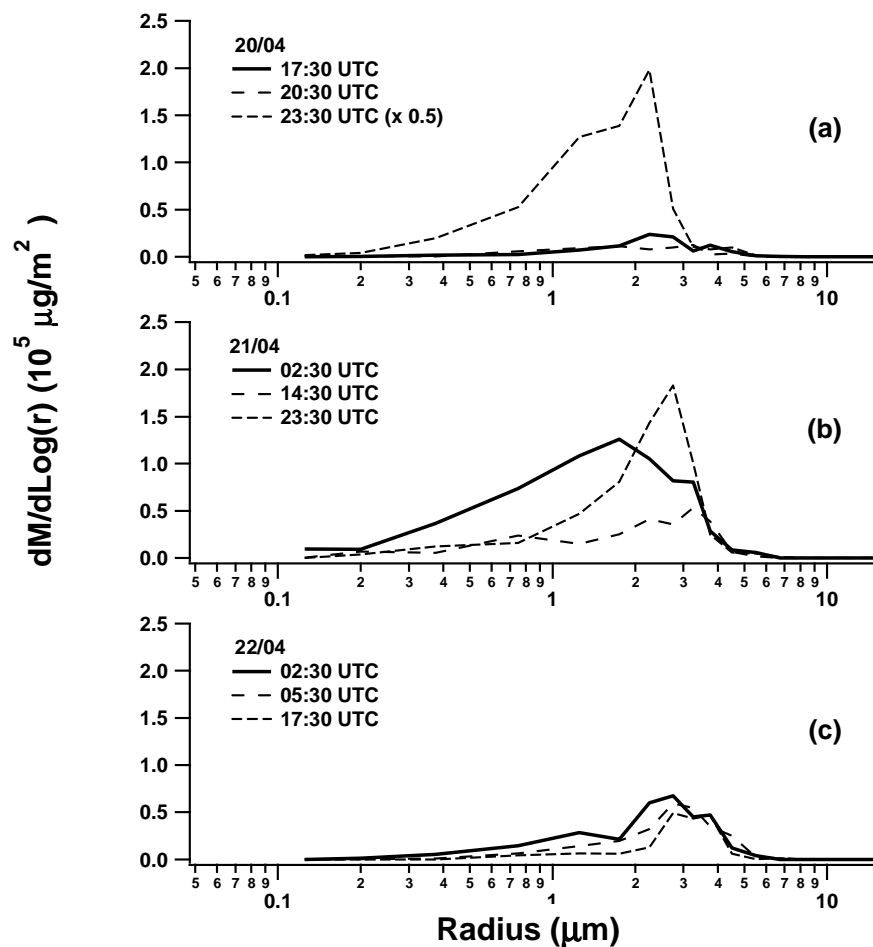 2.5
2.0
1.5
1.0
0.5
0.0
20/04
17:30 UTC
20:30 UTC
23:30 UTC (x 0.5)
(a)
5 6 7 8 9 2 3 4 5 6 7 8 9 2 3 4 5 6 7 8 9
0.1 1 10
2.5
2.0
1.5
1.0
0.5
0.0
21/04
02:30 UTC
14:30 UTC
23:30 UTC
(b)
5 6 7 8 9 2 3 4 5 6 7 8 9 2 3 4 5 6 7 8 9
0.1 1 10
2.5
2.0
1.5
1.0
0.5
0.0
22/04
02:30 UTC
05:30 UTC
17:30 UTC
(c)
5 6 7 8 9 2 3 4 5 6 7 8 9 2 3 4 5 6 7 8 9
0.1 1 10
dM/dLog(r) (10⁵ μg/m²)
Radius (μm)